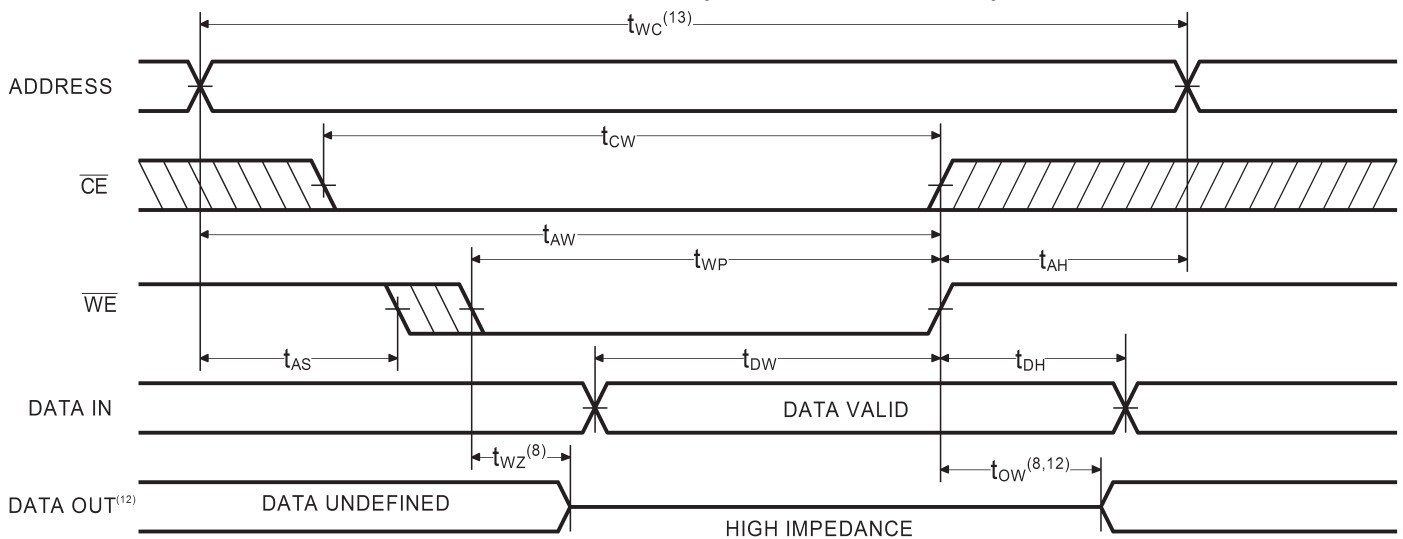 tWC(13)
ADDRESS
tCW
CE
tAW
tWP
tAH
WE
tAS
tDW
tDH
DATA IN
DATA VALID
tWZ(8)
tOW(8,12)
DATA OUT(12)
DATA UNDEFINED
HIGH IMPEDANCE